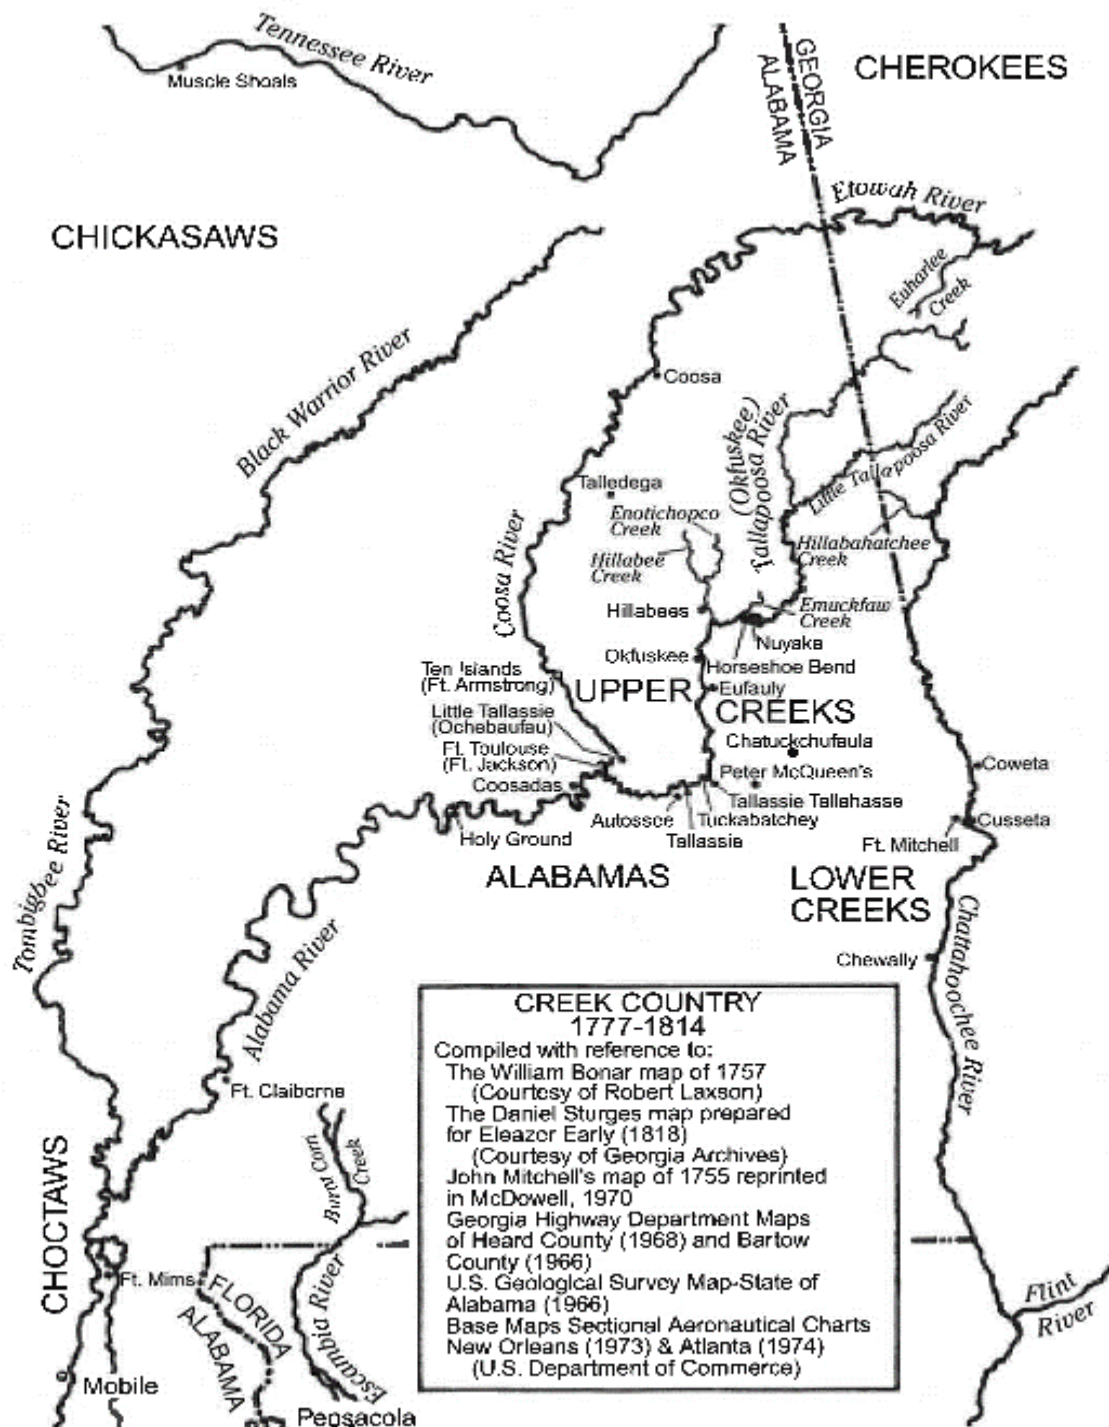 Tennessee River
Muscle Shoals
GEORGIA
ALABAMA
CHEROKEES
Etowah River
CHICKASAWS
Euharlee
Creek
Black Warrior River
Coosa
(Okfuskee)
Tallapoosa River
Little Tallapoosa River
Talledega
Enotichopco
Creek
Hillabee
Creek
Hillabahatchee
Creek
Coosa River
Hillabees
Emuckfaw
Creek
Nuyaka
Okfuskee
Horseshoe Bend
Ten Islands
(Ft. Armstrong)
UPPER
Eufauly
CREEKS
Little Tallassie
(Ochebaufau)
Chatuckchufaula
Ft. Toulouse
(Ft. Jackson)
Peter McQueen's
Coweta
Coosadas
Tallassie Tallahasse
Autossee
Tuckabatchey
Cusseta
Holy Ground
Tallassie
Ft. Mitchell
Tombigbee River
ALABAMAS
LOWER
CREEKS
Alabama River
Chewally
Chattahoochee River
CREEK COUNTRY
1777-1814
Compiled with reference to:
The William Bonar map of 1757
(Courtesy of Robert Laxson)
The Daniel Sturges map prepared
for Eleazer Early (1818)
(Courtesy of Georgia Archives)
John Mitchell's map of 1755 reprinted
in McDowell, 1970
Georgia Highway Department Maps
of Heard County (1968) and Bartow
County (1966)
U.S. Geological Survey Map-State of
Alabama (1966)
Base Maps Sectional Aeronautical Charts
New Orleans (1973) & Atlanta (1974)
(U.S. Department of Commerce)
Ft. Claiborne
CHOCTAWS
Burnt Corn
Creek
Ft. Mims
FLORIDA
ALABAMA
Escambia River
Flint
River
Mobile
Pensacola